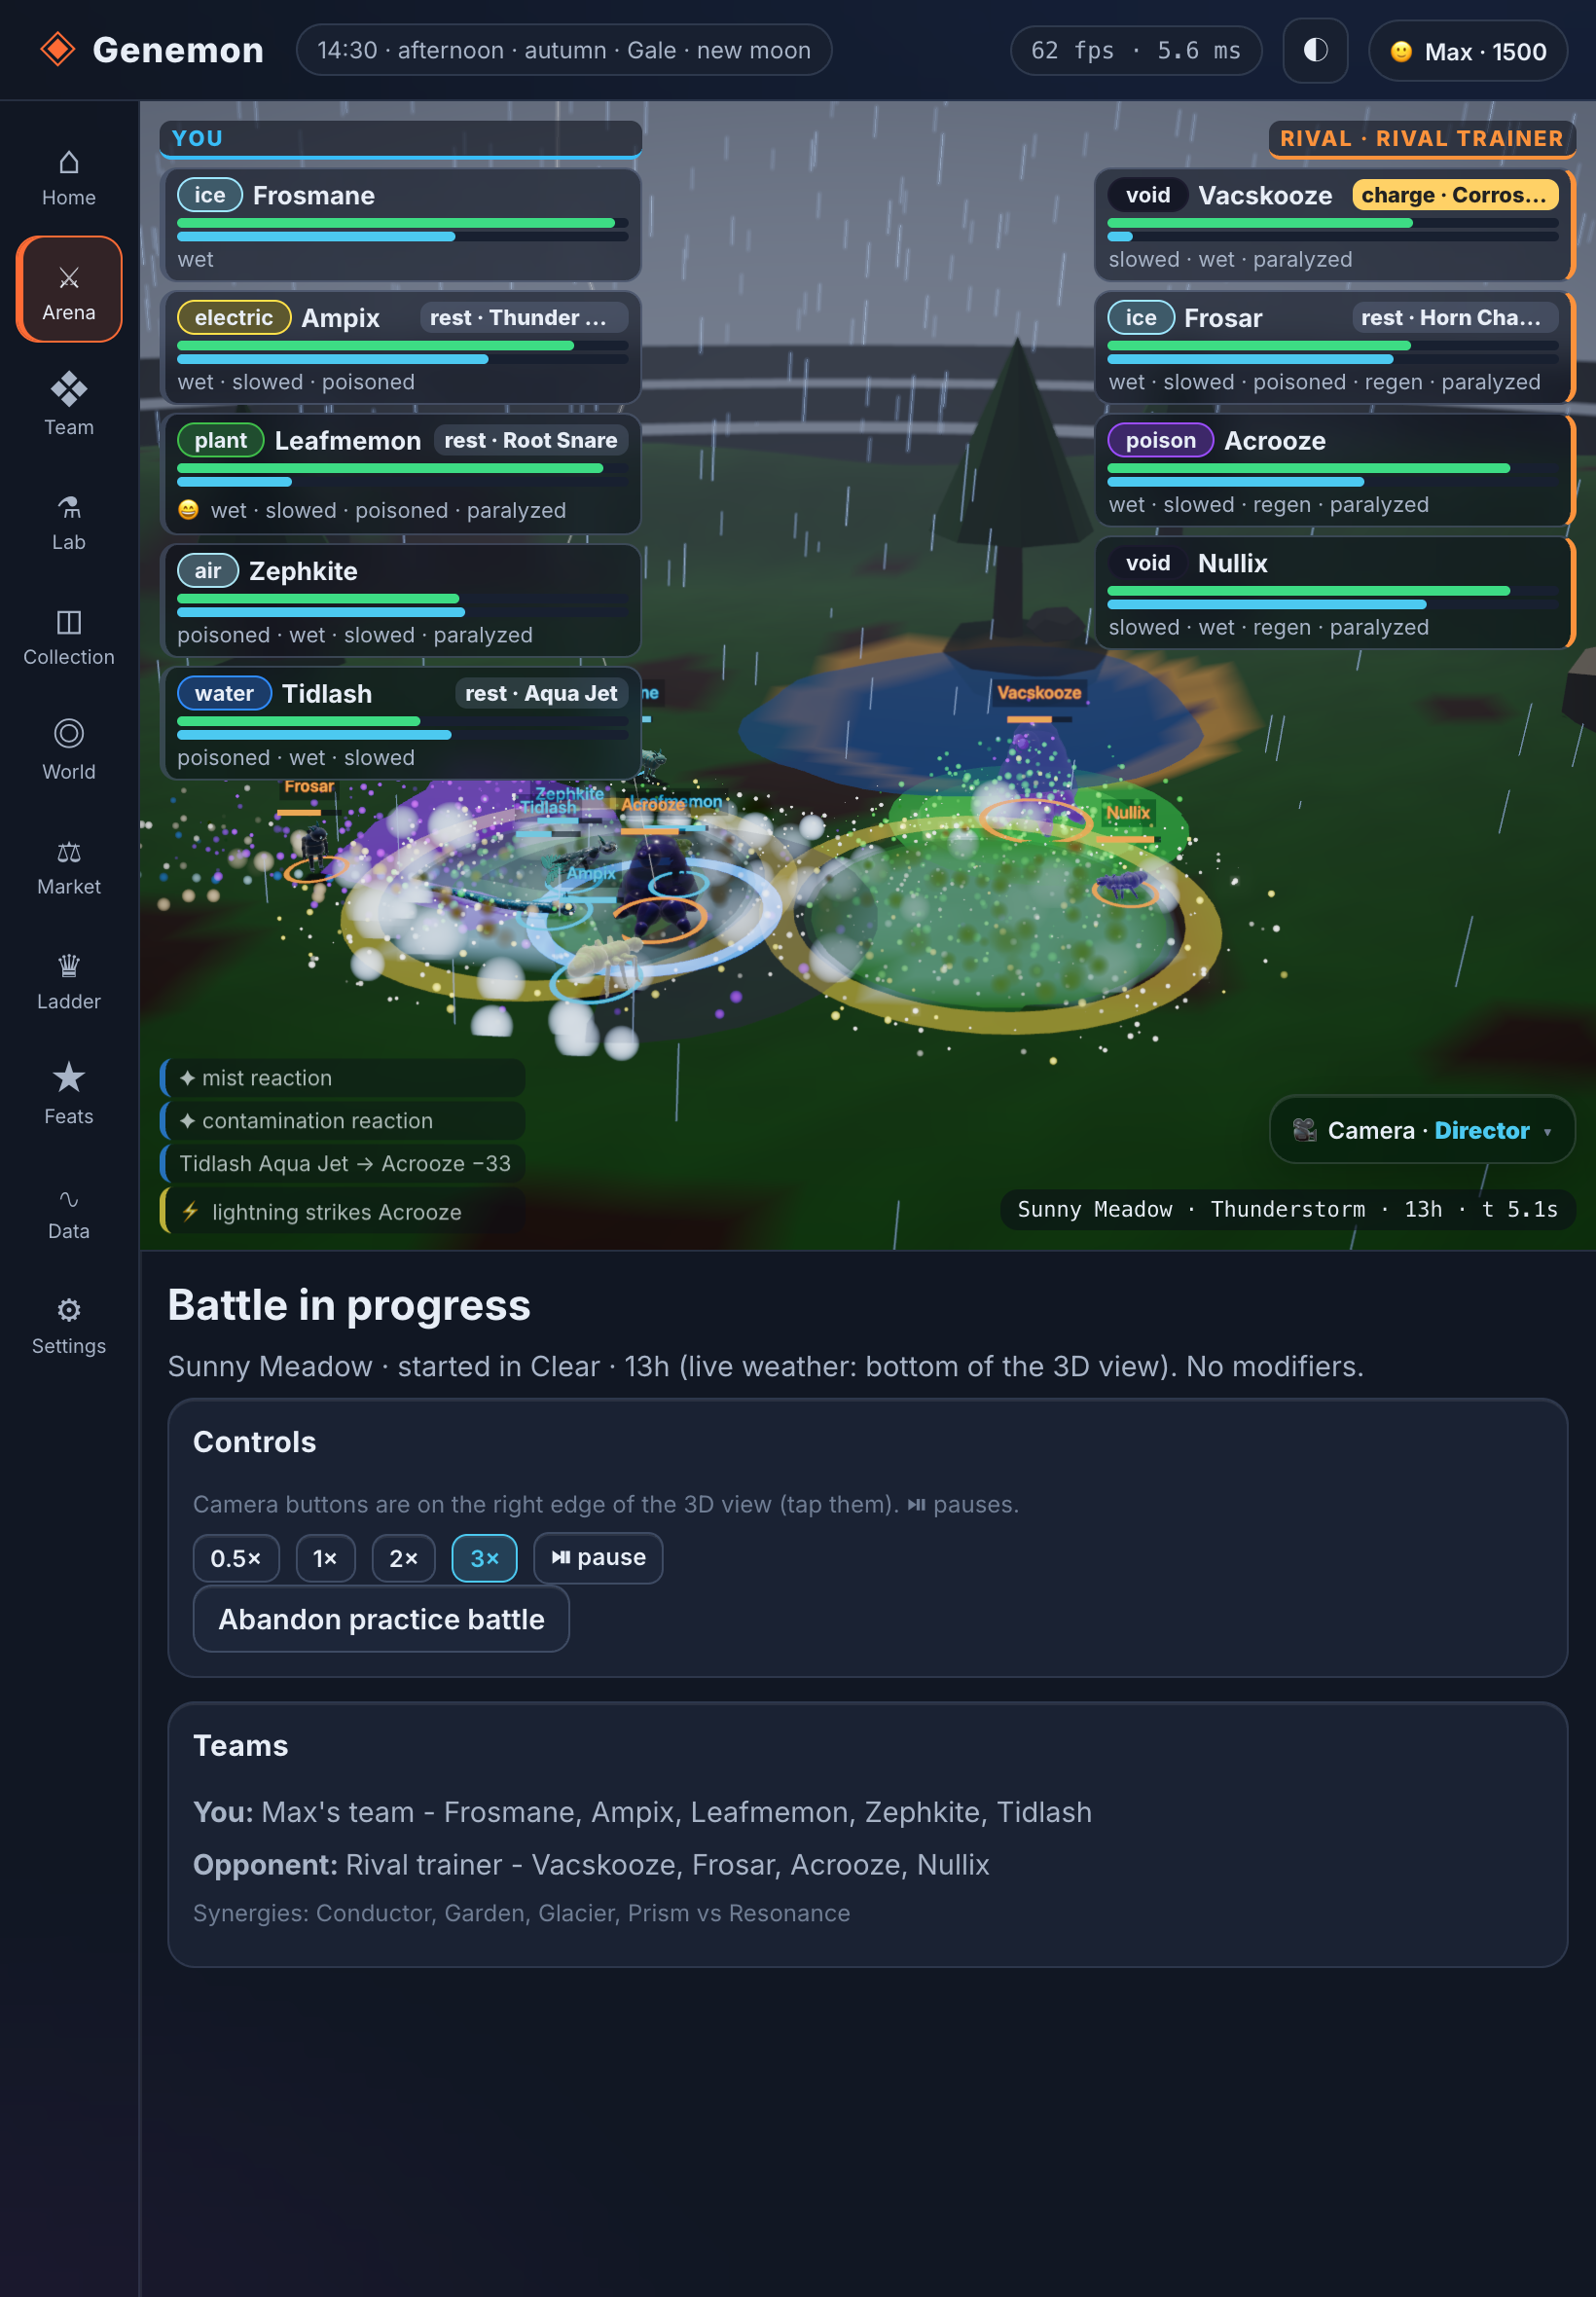 Genemon
14:30 · afternoon · autumn · Gale · new moon
62 fps · 5.6 ms
Max · 1500
Home
Arena
Team
Lab
Collection
World
Market
Ladder
Feats
Data
Settings
YOU
ice Frosmane
wet
electric Ampix rest · Thunder …
wet · slowed · poisoned
plant Leafmemon rest · Root Snare
wet · slowed · poisoned · paralyzed
air Zephkite
poisoned · wet · slowed · paralyzed
water Tidlash rest · Aqua Jet
poisoned · wet · slowed
RIVAL · RIVAL TRAINER
void Vacskooze charge · Corros…
slowed · wet · paralyzed
ice Frosar rest · Horn Cha…
wet · slowed · poisoned · regen · paralyzed
poison Acrooze
wet · slowed · regen · paralyzed
void Nullix
slowed · wet · regen · paralyzed
ne
Vacskooze
Frosar
Zephkite
Tidlash
Acrooze
Leafmemon
Nullix
Ampix
✦ mist reaction
✦ contamination reaction
Tidlash Aqua Jet → Acrooze −33
⚡ lightning strikes Acrooze
Camera · Director ▾
Sunny Meadow · Thunderstorm · 13h · t 5.1s
Battle in progress
Sunny Meadow · started in Clear · 13h (live weather: bottom of the 3D view). No modifiers.
Controls
Camera buttons are on the right edge of the 3D view (tap them). ⏯ pauses.
0.5× 1× 2× 3× ⏯ pause
Abandon practice battle
Teams
You: Max's team - Frosmane, Ampix, Leafmemon, Zephkite, Tidlash
Opponent: Rival trainer - Vacskooze, Frosar, Acrooze, Nullix
Synergies: Conductor, Garden, Glacier, Prism vs Resonance